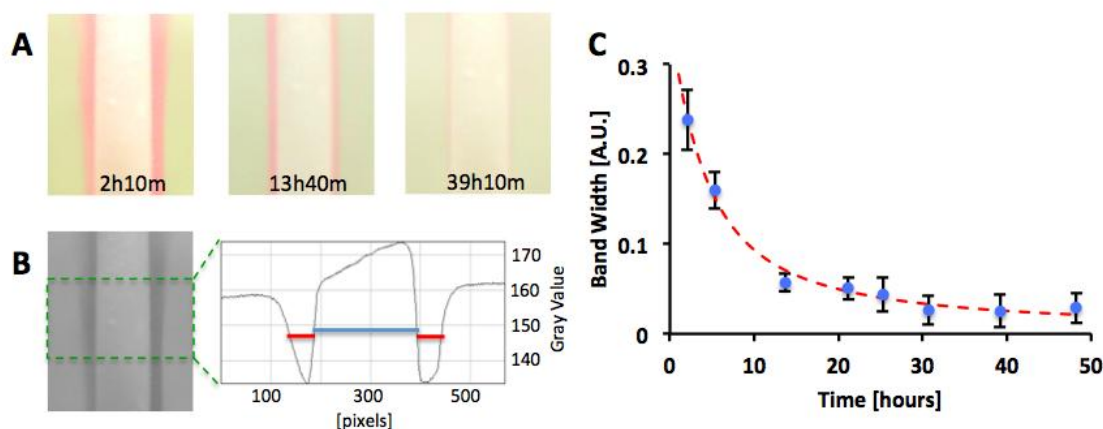 A
2h10m
13h40m
39h10m
B
170
160
150
140
Gray Value
100
300
500
[pixels]
C
0.3
0.2
0.1
0
Band Width [A.U.]
0
10
20
30
40
50
Time [hours]